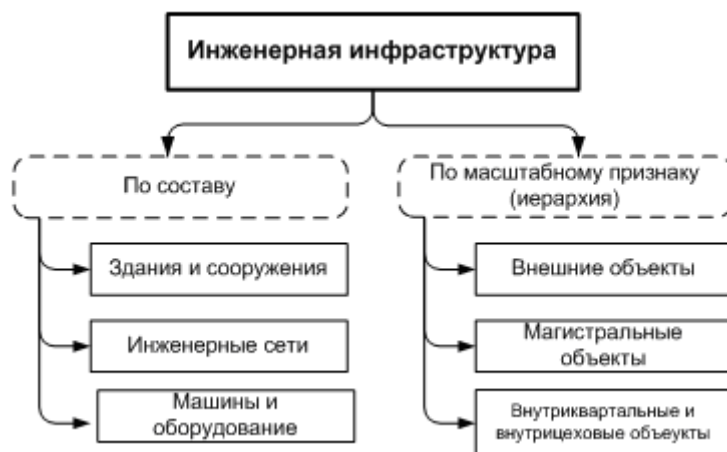 Инженерная инфраструктура
По составу
По масштабному признаку
(иерархия)
Здания и сооружения
Внешние объекты
Инженерные сети
Магистральные
объекты
Машины и
оборудование
Внутриквартальные и
внутрицеховые объеукты